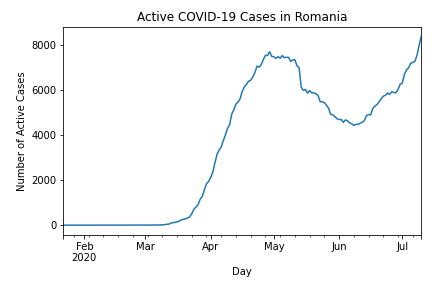 Active COVID-19 Cases in Romania
Number of Active Cases
8000
6000
4000
2000
0
Feb Mar Apr May Jun Jul
2020
Day